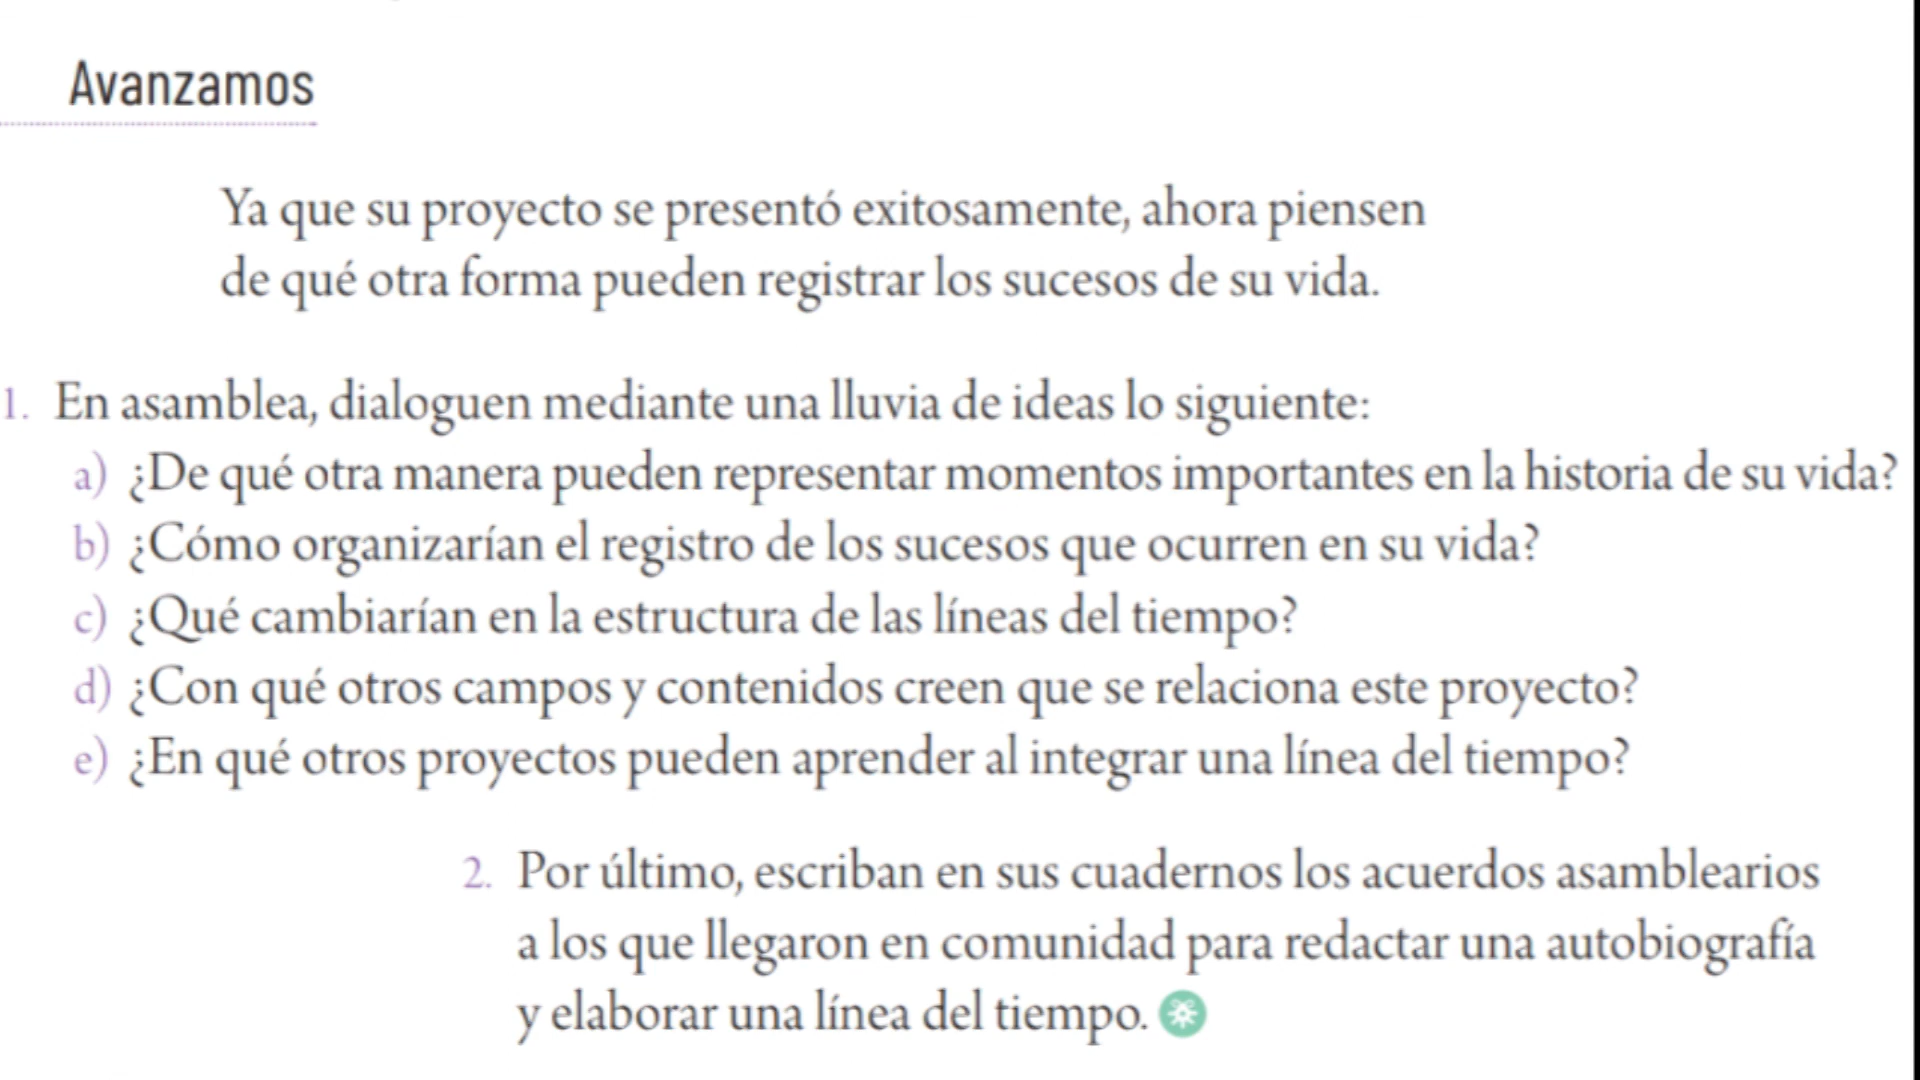 Avanzamos
Ya que su proyecto se presentó exitosamente, ahora piensen
de qué otra forma pueden registrar los sucesos de su vida.
1. En asamblea, dialoguen mediante una lluvia de ideas lo siguiente:
a) ¿De qué otra manera pueden representar momentos importantes en la historia de su vida?
b) ¿Cómo organizarían el registro de los sucesos que ocurren en su vida?
c) ¿Qué cambiarían en la estructura de las líneas del tiempo?
d) ¿Con qué otros campos y contenidos creen que se relaciona este proyecto?
e) ¿En qué otros proyectos pueden aprender al integrar una línea del tiempo?
2. Por último, escriban en sus cuadernos los acuerdos asamblearios
a los que llegaron en comunidad para redactar una autobiografía
y elaborar una línea del tiempo.